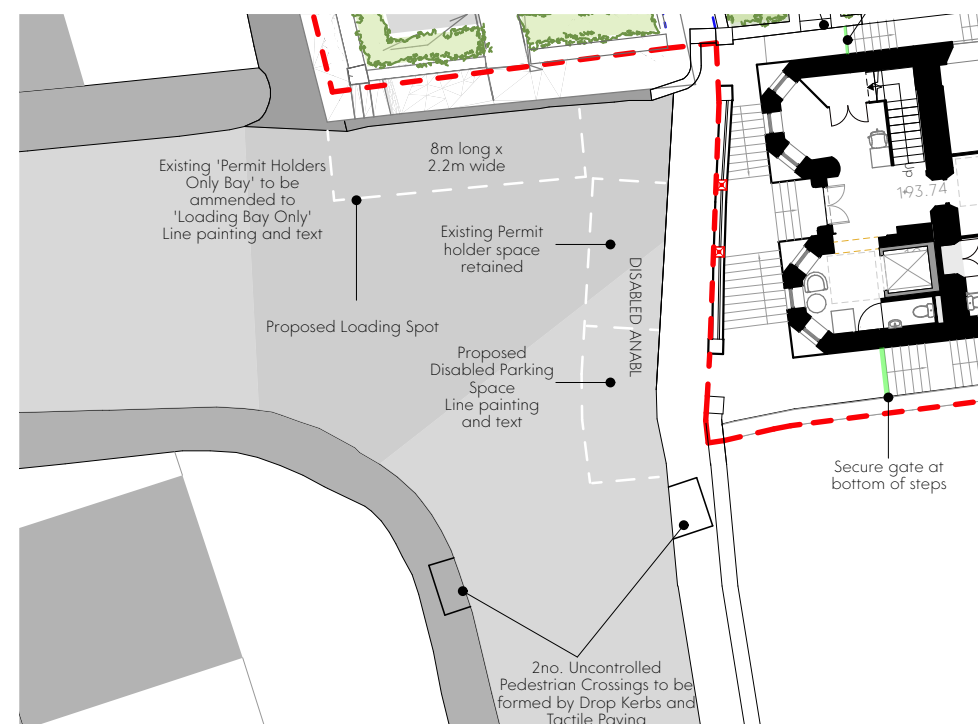 Existing 'Permit Holders
Only Bay' to be
ammended to
'Loading Bay Only'
Line painting and text
8m long x
2.2m wide
Existing Permit
holder space
retained
DISABLED ANABL
Proposed Loading Spot
Proposed
Disabled Parking
Space
Line painting
and text
193.74
Secure gate at
bottom of steps
2no. Uncontrolled
Pedestrian Crossings to be
formed by Drop Kerbs and
Tactile Paving